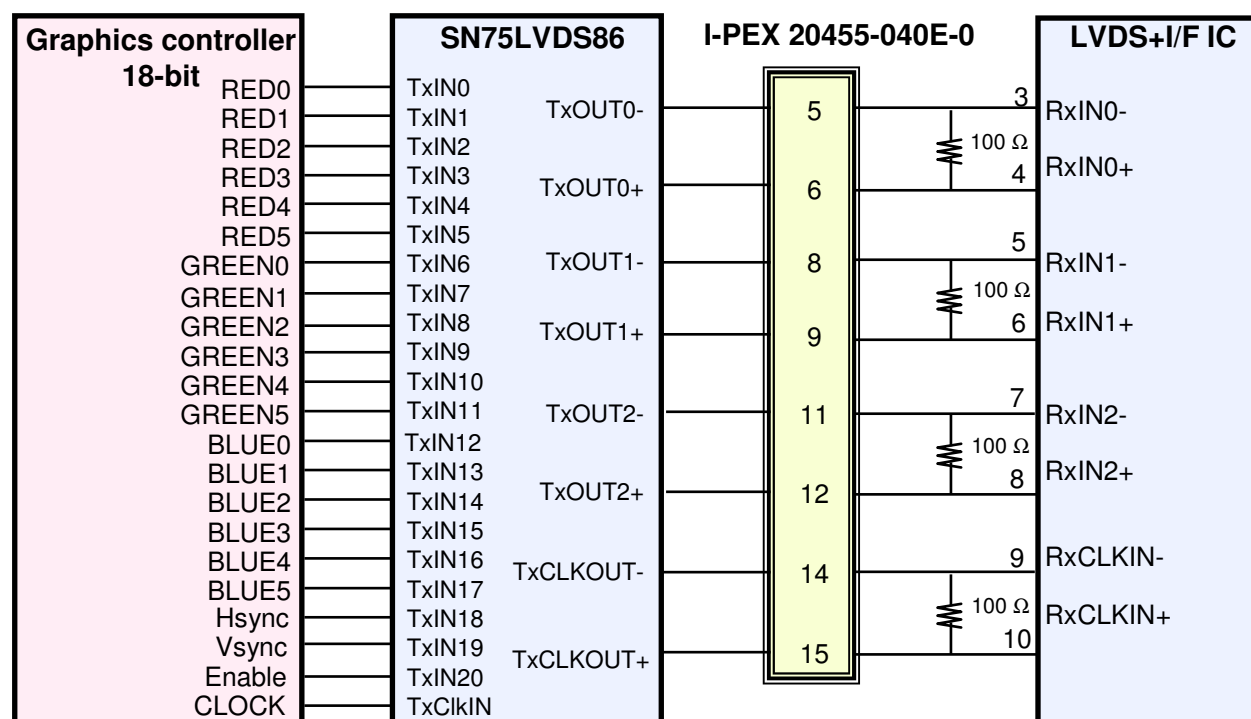 Graphics controller
18-bit
RED0
RED1
RED2
RED3
RED4
RED5
GREEN0
GREEN1
GREEN2
GREEN3
GREEN4
GREEN5
BLUE0
BLUE1
BLUE2
BLUE3
BLUE4
BLUE5
Hsync
Vsync
Enable
CLOCK
SN75LVDS86
TxIN0
TxIN1
TxIN2
TxIN3
TxIN4
TxIN5
TxIN6
TxIN7
TxIN8
TxIN9
TxIN10
TxIN11
TxIN12
TxIN13
TxIN14
TxIN15
TxIN16
TxIN17
TxIN18
TxIN19
TxIN20
TxClkIN
TxOUT0-
TxOUT0+
TxOUT1-
TxOUT1+
TxOUT2-
TxOUT2+
TxCLKOUT-
TxCLKOUT+
I-PEX 20455-040E-0
5
6
8
9
11
12
14
15
3
100 Ω
4
5
100 Ω
6
7
100 Ω
8
9
100 Ω
10
LVDS+I/F IC
RxIN0-
RxIN0+
RxIN1-
RxIN1+
RxIN2-
RxIN2+
RxCLKIN-
RxCLKIN+